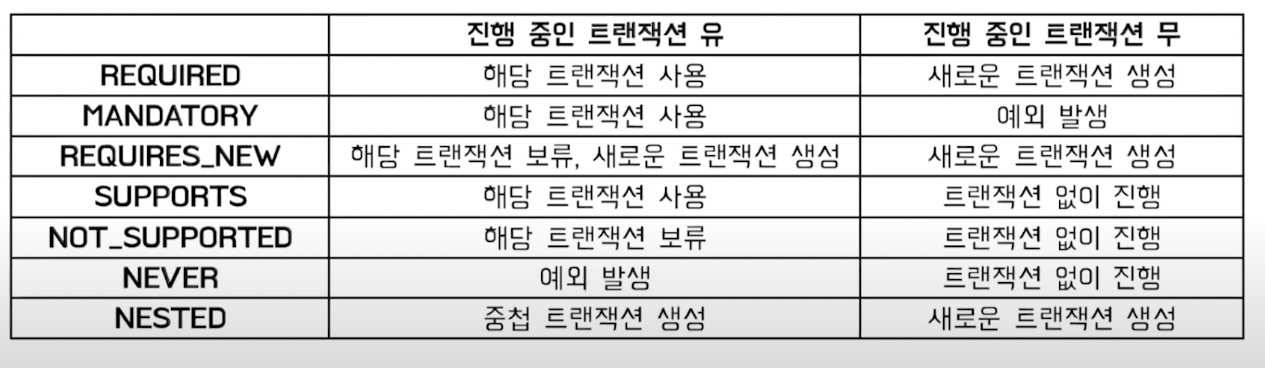 진행 중인 트랜잭션 유 진행 중인 트랜잭션 무
REQUIRED 해당 트랜잭션 사용 새로운 트랜잭션 생성
MANDATORY 해당 트랜잭션 사용 예외 발생
REQUIRES_NEW 해당 트랜잭션 보류, 새로운 트랜잭션 생성 새로운 트랜잭션 생성
SUPPORTS 해당 트랜잭션 사용 트랜잭션 없이 진행
NOT_SUPPORTED 해당 트랜잭션 보류 트랜잭션 없이 진행
NEVER 예외 발생 트랜잭션 없이 진행
NESTED 중첩 트랜잭션 생성 새로운 트랜잭션 생성